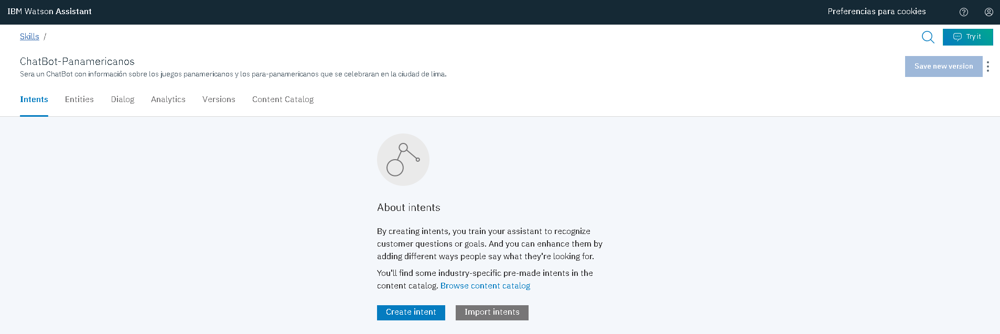 IBM Watson Assistant
Preferencias para cookies
Skills /
Try it
ChatBot-Panamericanos
Sera un ChatBot con información sobre los juegos panamericanos y los para-panamericanos que se celebraran en la ciudad de lima.
Save new version
Intents Entities Dialog Analytics Versions Content Catalog
About intents
By creating intents, you train your assistant to recognize
customer questions or goals. And you can enhance them by
adding different ways people say what they're looking for.
You'll find some industry-specific pre-made intents in the
content catalog. Browse content catalog
Create intent Import intents